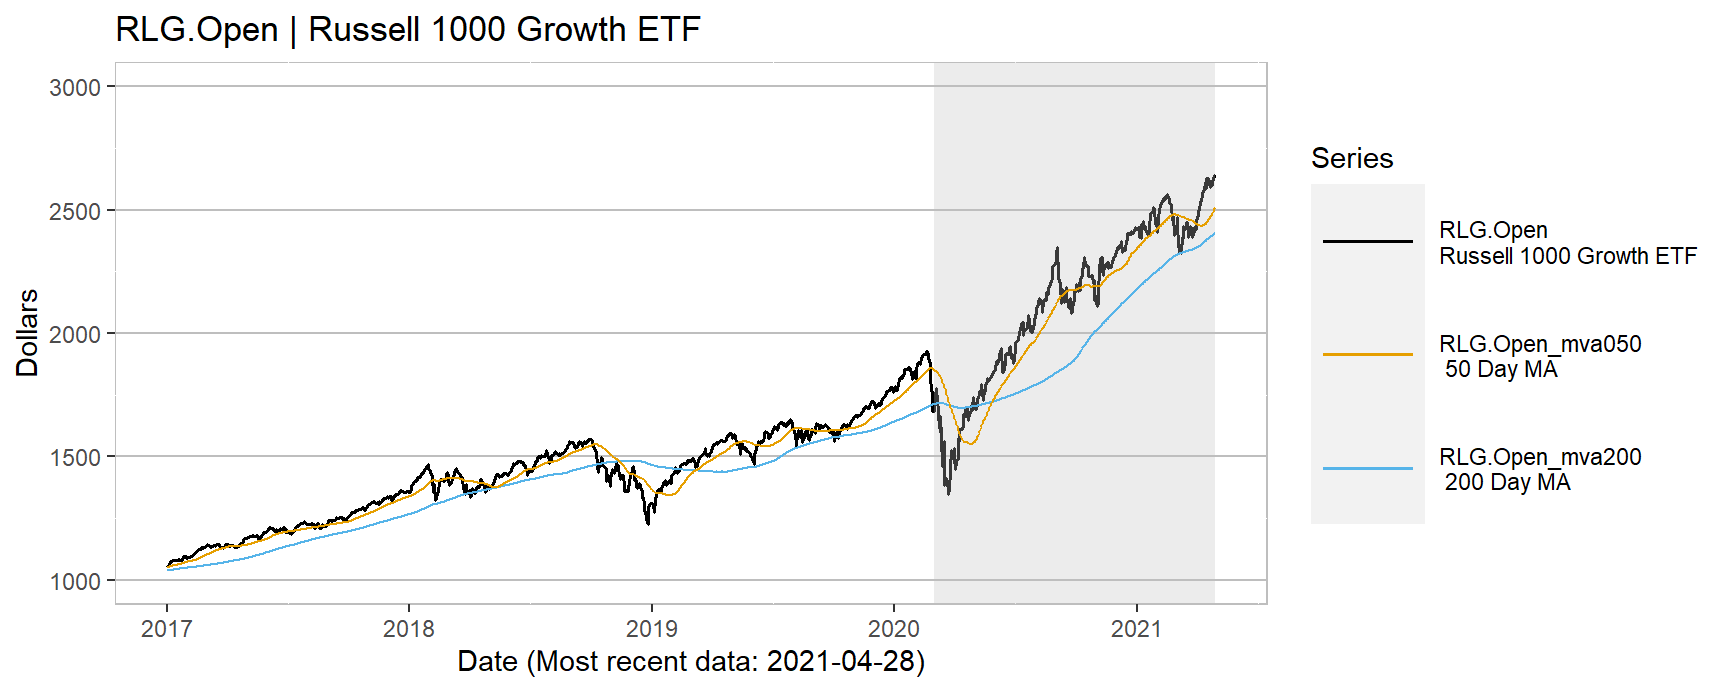 RLG.Open | Russell 1000 Growth ETF
3000
2500
2000
1500
1000
Dollars
2017
2018
2019
2020
2021
Date (Most recent data: 2021-04-28)
Series
RLG.Open
Russell 1000 Growth ETF
RLG.Open_mva050
50 Day MA
RLG.Open_mva200
200 Day MA